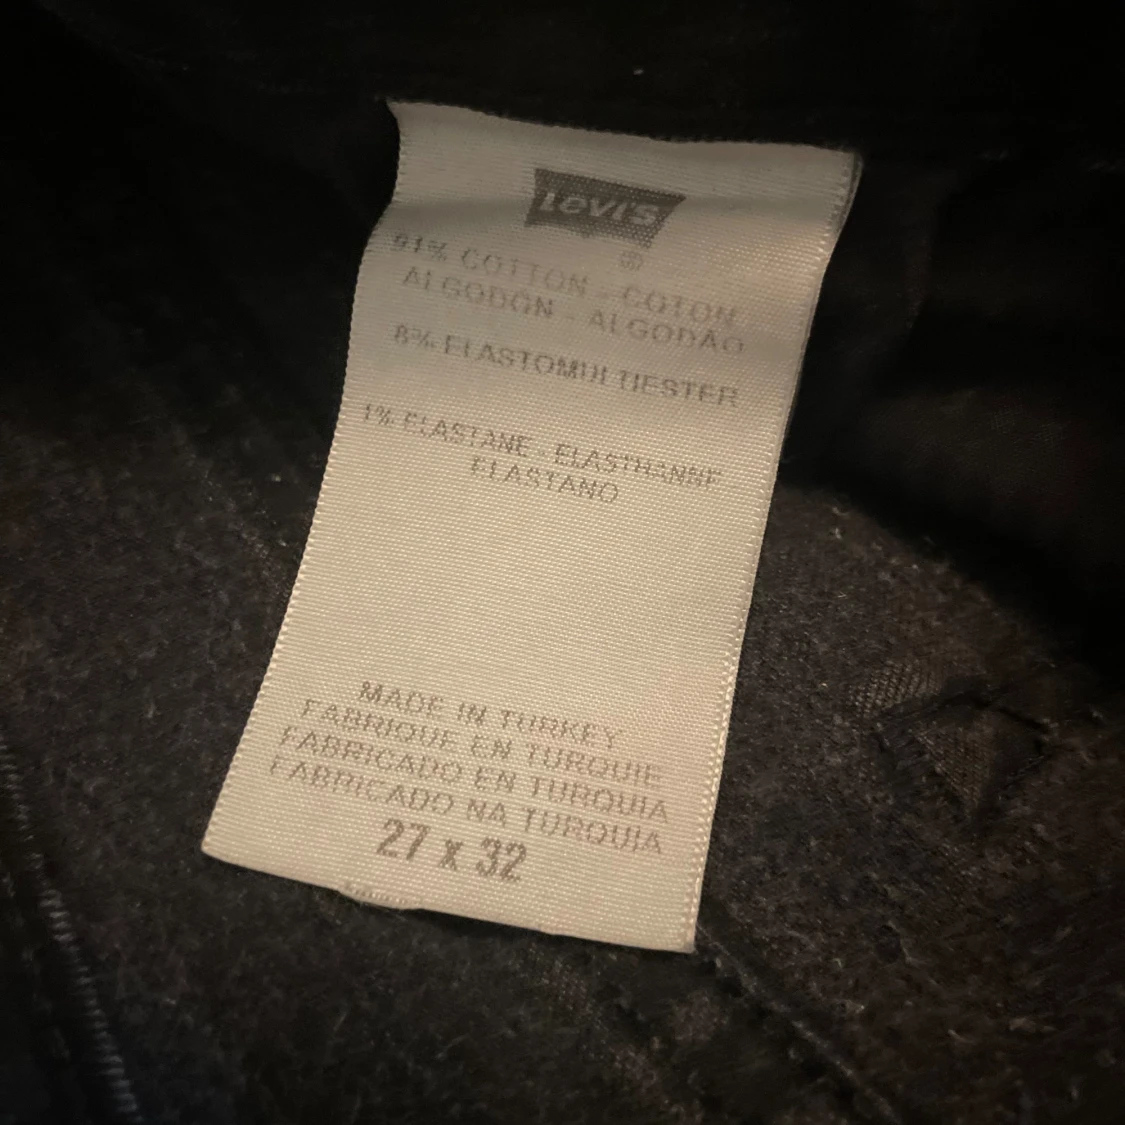 Levi's
®
91% COTTON - COTON
ALGODON - ALGODÃO
8% ELASTOMULTIESTER
1% ELASTANE - ELASTHANNE
ELASTANO
MADE IN TURKEY
FABRIQUE EN TURQUIE
FABRICADO EN TURQUIA
FABRICADO NA TURQUIA
27 x 32